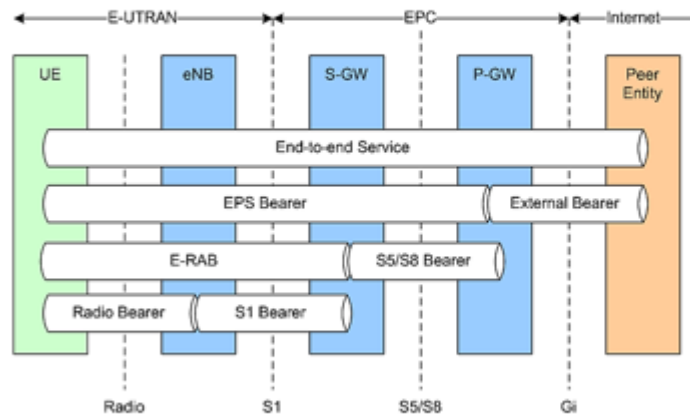 E-UTRAN EPC Internet
UE eNB S-GW P-GW Peer
Entity
End-to-end Service
EPS Bearer External Bearer
E-RAB S5/S8 Bearer
Radio Bearer S1 Bearer
Radio S1 S5/S8 Gi